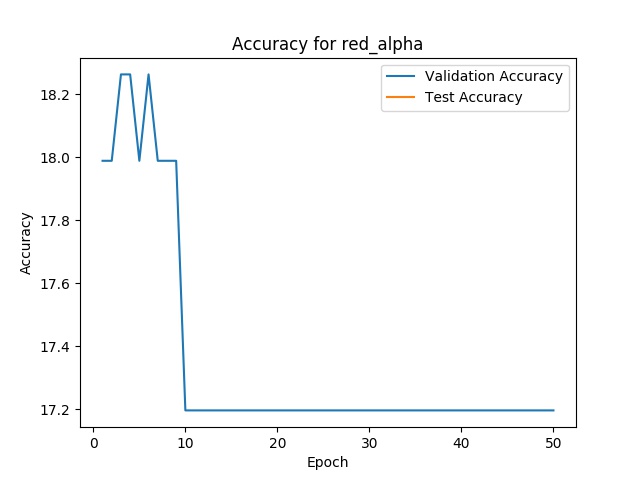 Accuracy for red_alpha
Validation Accuracy
Test Accuracy
18.2
18.0
17.8
17.6
17.4
17.2
Accuracy
0 10 20 30 40 50
Epoch